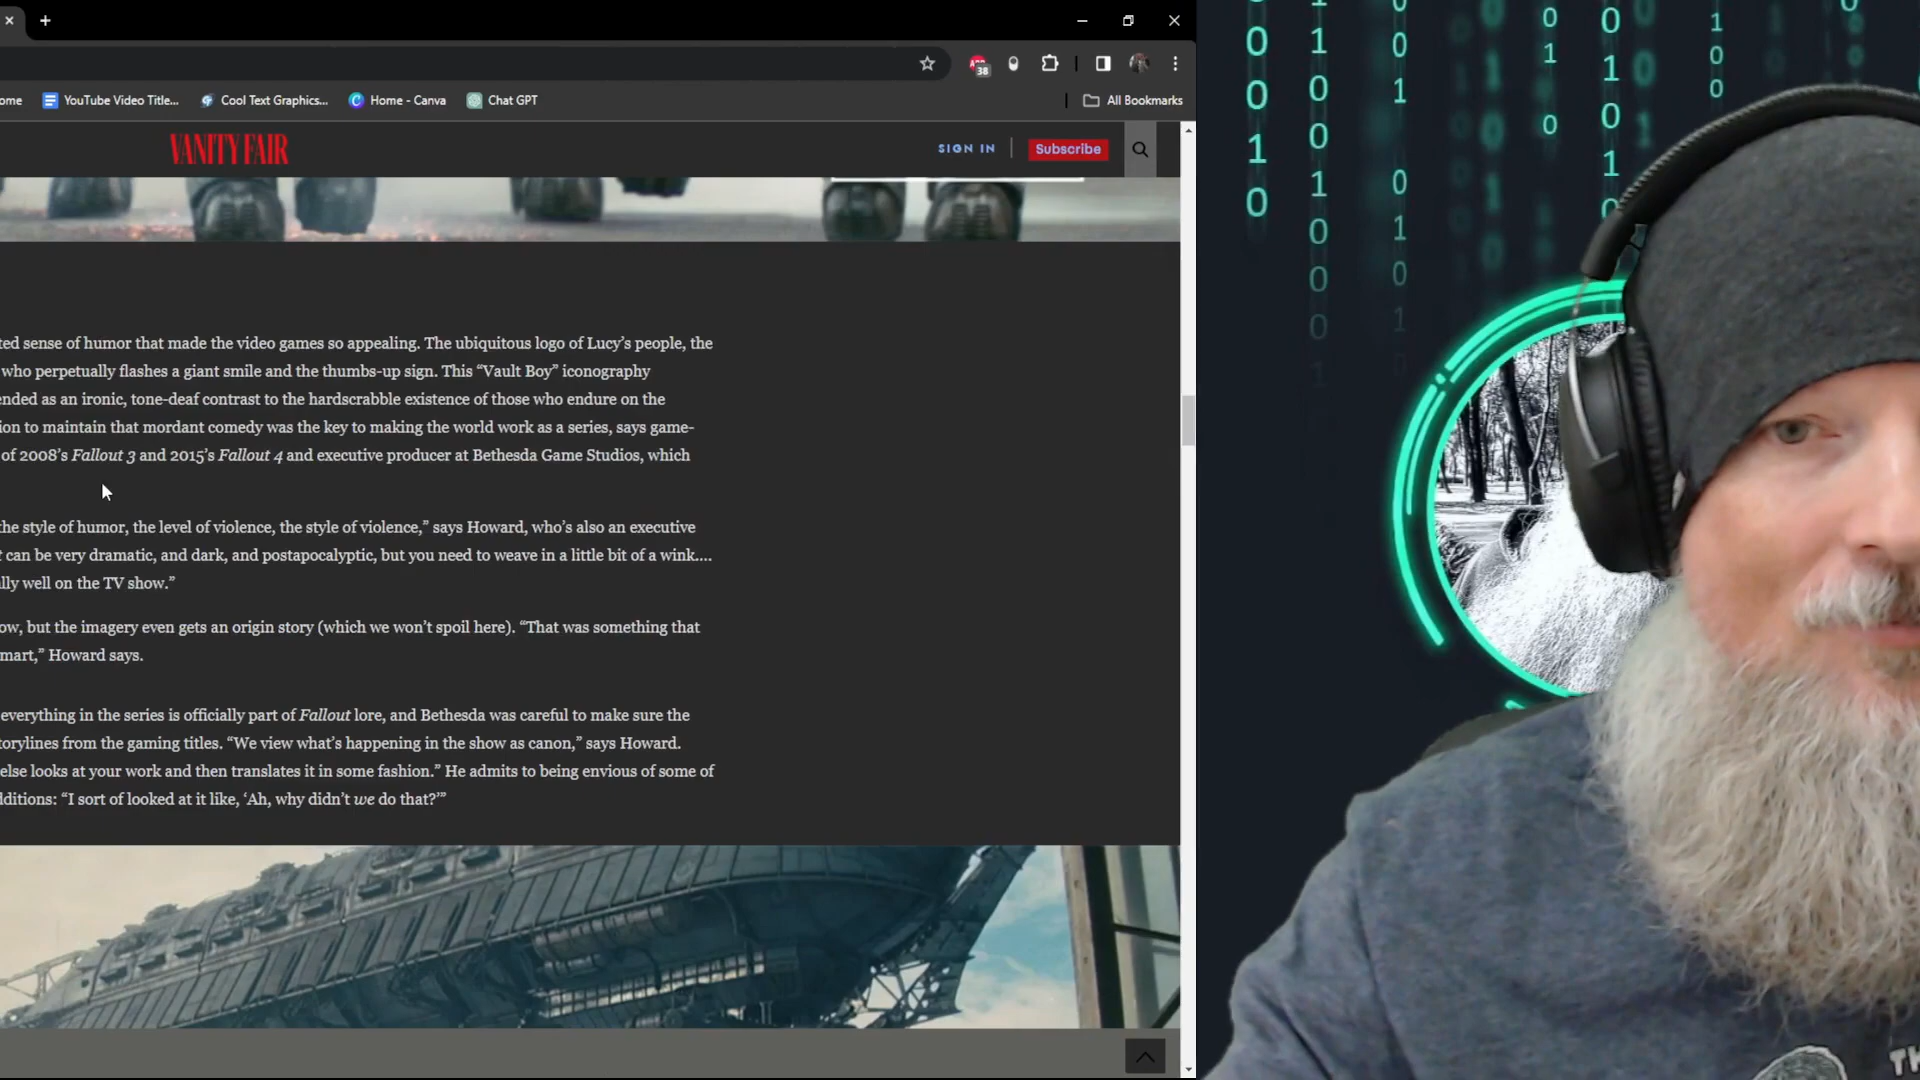 ome
YouTube Video Title...
Cool Text Graphics...
Home - Canva
Chat GPT
All Bookmarks
38
VANITY FAIR
SIGN IN
Subscribe
ted sense of humor that made the video games so appealing. The ubiquitous logo of Lucy’s people, the
who perpetually flashes a giant smile and the thumbs-up sign. This “Vault Boy” iconography
ended as an ironic, tone-deaf contrast to the hardscrabble existence of those who endure on the
ion to maintain that mordant comedy was the key to making the world work as a series, says game-
of 2008’s Fallout 3 and 2015’s Fallout 4 and executive producer at Bethesda Game Studios, which
the style of humor, the level of violence, the style of violence,” says Howard, who’s also an executive
t can be very dramatic, and dark, and postapocalyptic, but you need to weave in a little bit of a wink....
lly well on the TV show.”
ow, but the imagery even gets an origin story (which we won’t spoil here). “That was something that
mart,” Howard says.
everything in the series is officially part of Fallout lore, and Bethesda was careful to make sure the
torylines from the gaming titles. “We view what’s happening in the show as canon,” says Howard.
else looks at your work and then translates it in some fashion.” He admits to being envious of some of
dditions: “I sort of looked at it like, ‘Ah, why didn’t we do that?’”